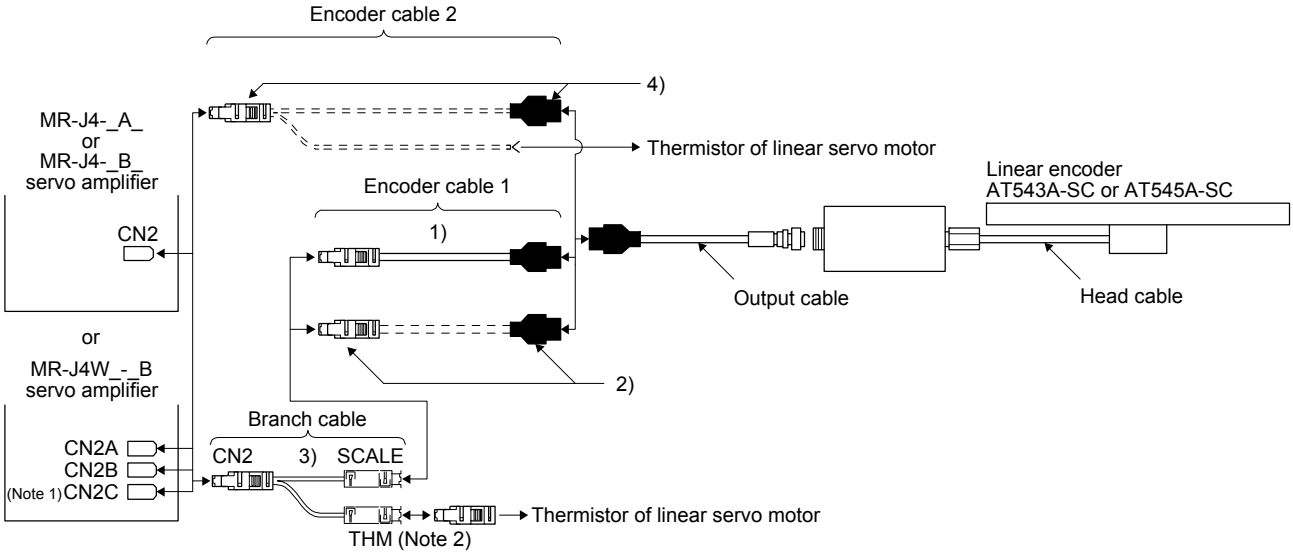 Encoder cable 2
4)
MR-J4-_A_
or
MR-J4-_B_
servo amplifier
Thermistor of linear servo motor
Linear encoder
AT543A-SC or AT545A-SC
Encoder cable 1
1)
CN2
Output cable
Head cable
or
MR-J4W_-_B
servo amplifier
2)
Branch cable
CN2A
CN2 3) SCALE
CN2B
(Note 1) CN2C
Thermistor of linear servo motor
THM (Note 2)